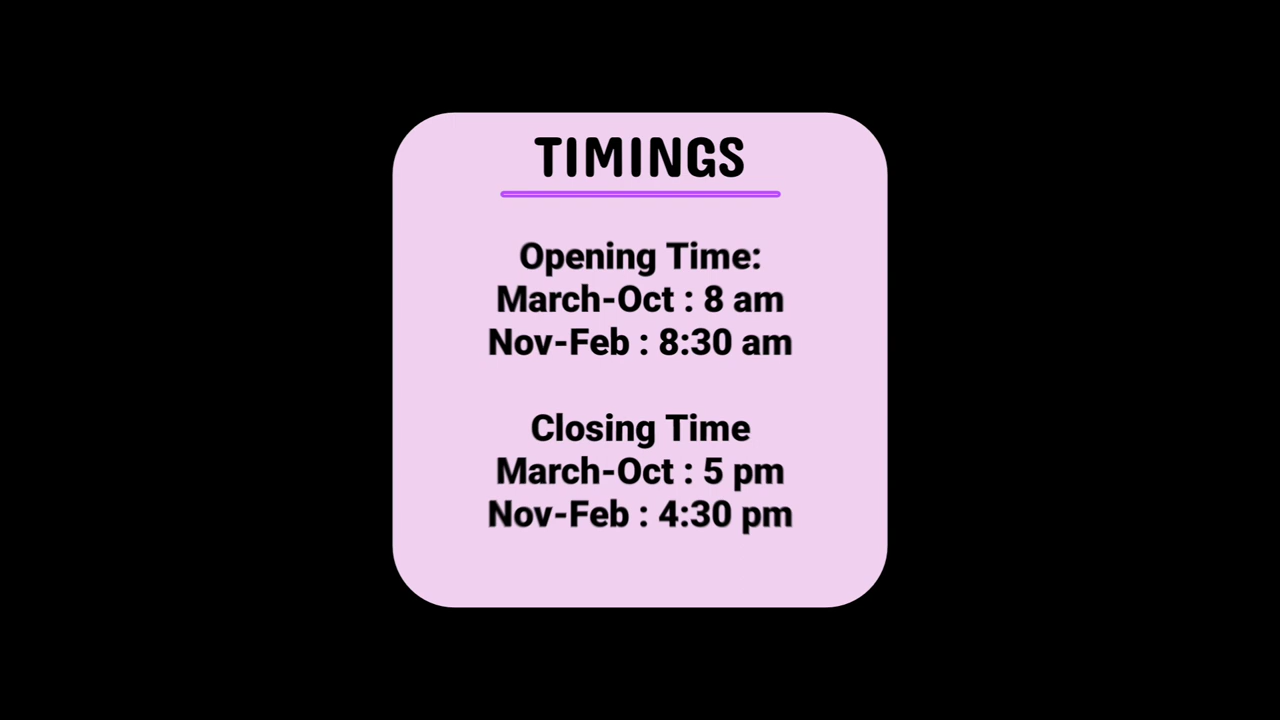 TIMINGS
Opening Time:
March-Oct : 8 am
Nov-Feb : 8:30 am
Closing Time
March-Oct : 5 pm
Nov-Feb : 4:30 pm